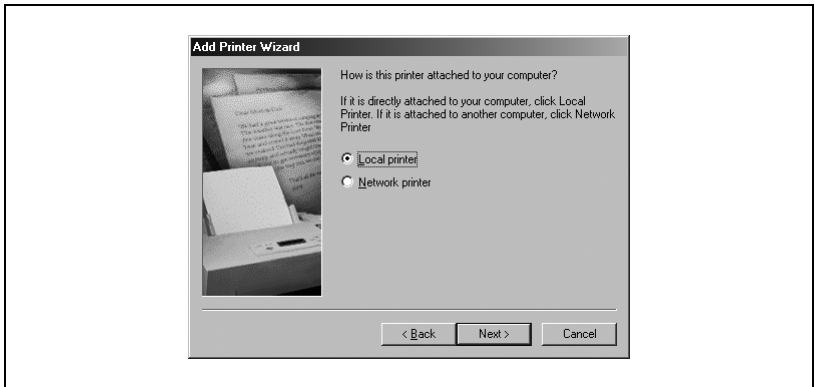 Add Printer Wizard
How is this printer attached to your computer?
If it is directly attached to your computer, click Local
Printer. If it is attached to another computer, click Network
Printer
Local printer
Network printer
< Back
Next >
Cancel